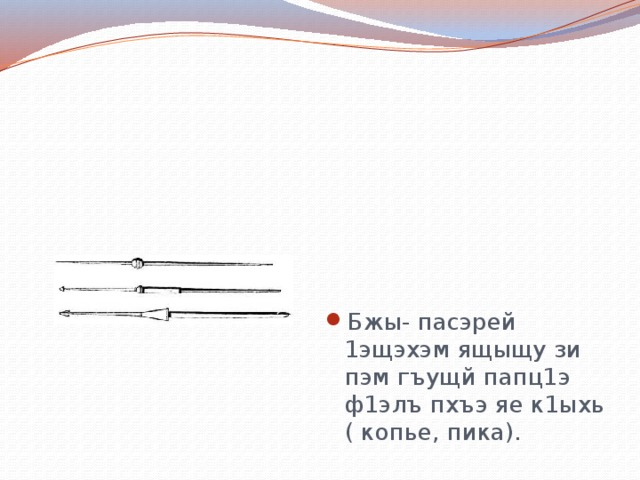 Бжы- пасэрей
1эщэхэм ящыщу зи
пэм гъущй папц1э
ф1элъ пхъэ яе к1ыхь
( копье, пика).